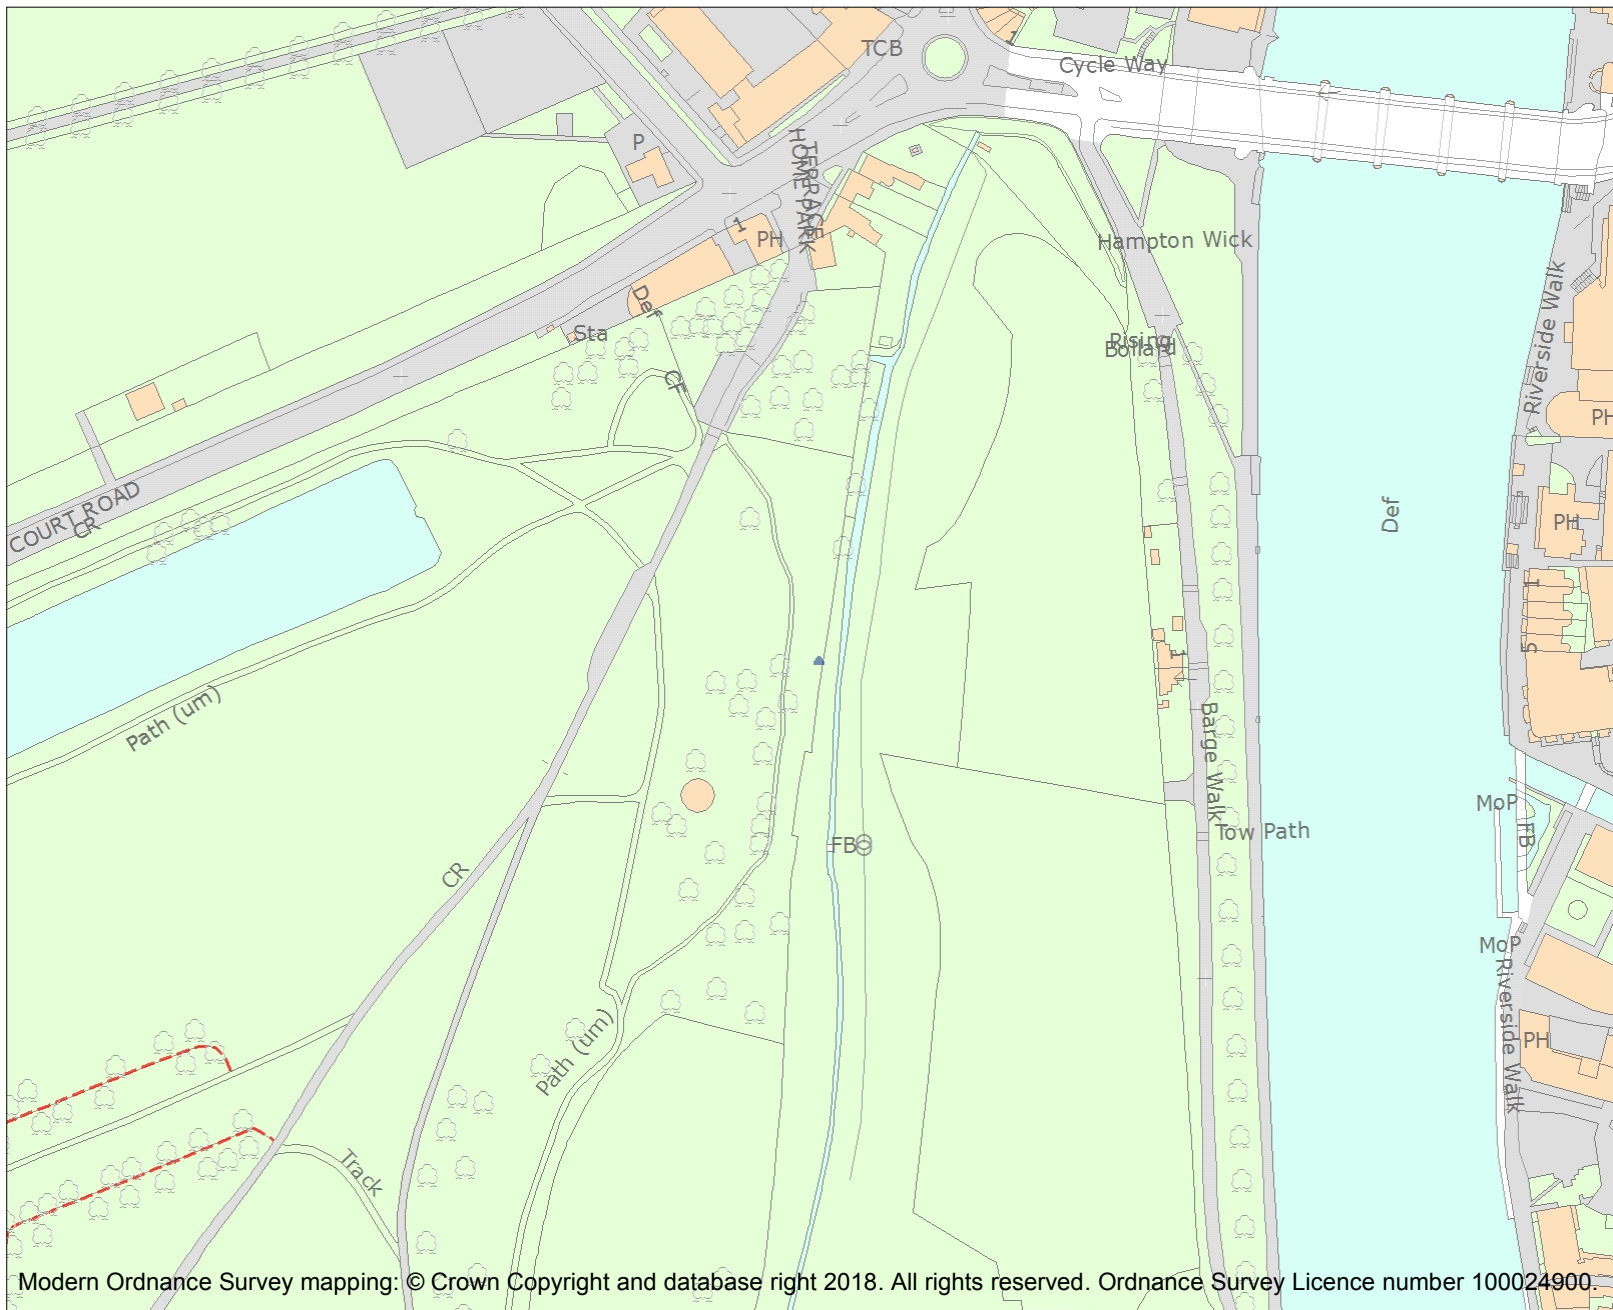 TCB
1
Cycle Way
P
HOME PARK
TERRACE
1
PH
Hampton Wick
Def
Sta
Rising
Bollard
Riverside Walk
CF
PH
COURT ROAD
CR
Def
PH
1
5
1
Path (um)
Barge Walk
MoP
Tow Path
FB
FB
CR
MoP
Riverside Walk
Path (um)
PH
Track
Modern Ordnance Survey mapping: © Crown Copyright and database right 2018. All rights reserved. Ordnance Survey Licence number 100024900.